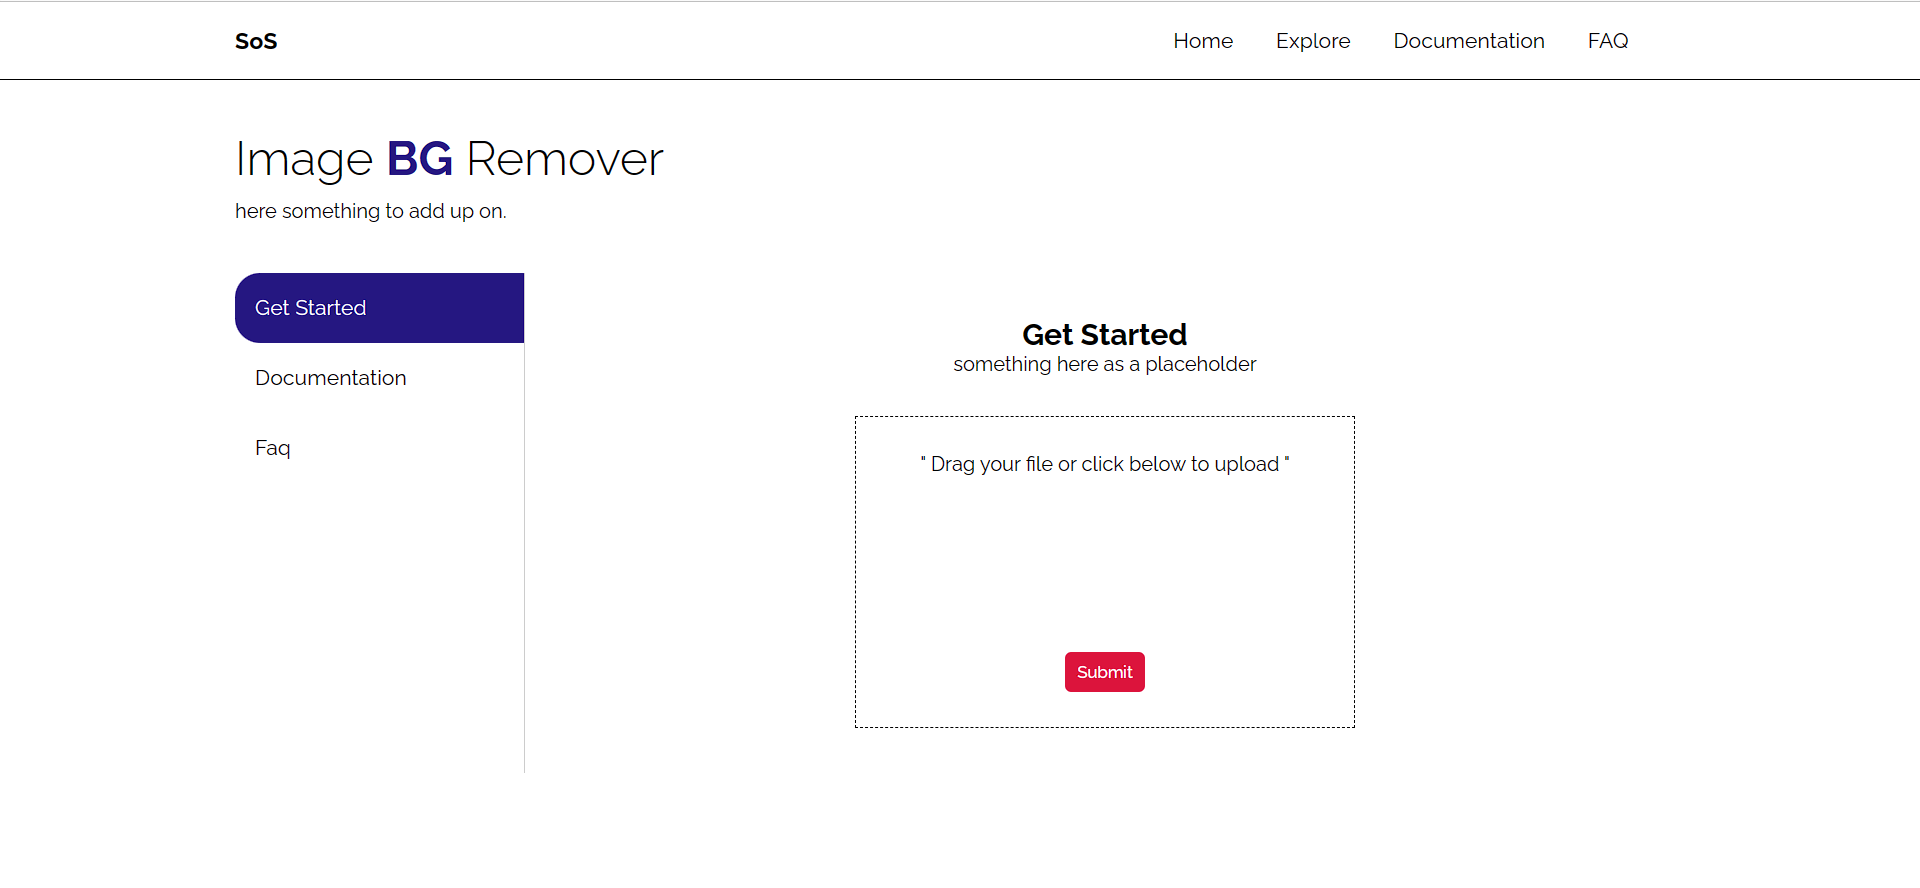 SoS
Home Explore Documentation FAQ
Image BG Remover
here something to add up on.
Get Started
Documentation
Faq
Get Started
something here as a placeholder
" Drag your file or click below to upload "
Submit